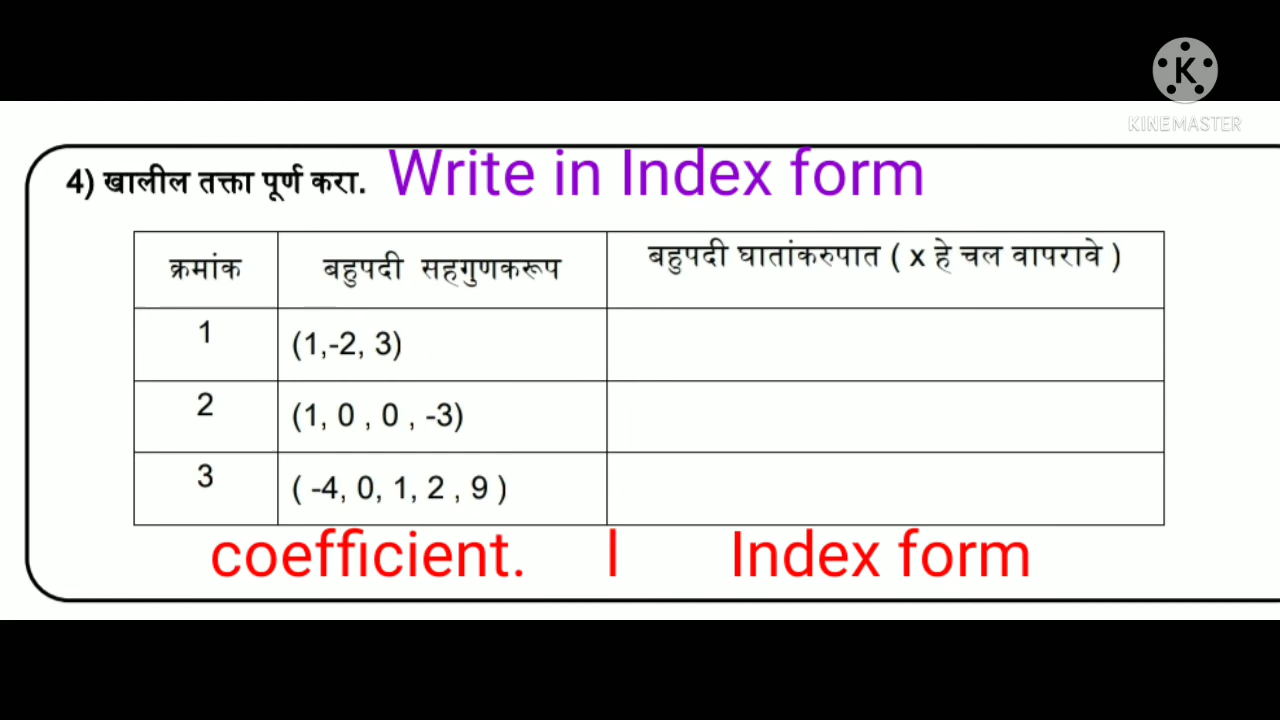 K
KINEMASTER
4) खालील तक्ता पूर्ण करा. Write in Index form
क्रमांक बहुपदी सहगुणकरूप बहुपदी घातांकरुपात ( x हे चल वापरावे )
1 (1,-2, 3)
2 (1, 0 , 0 , -3)
3 ( -4, 0, 1, 2 , 9 )
coefficient. l Index form